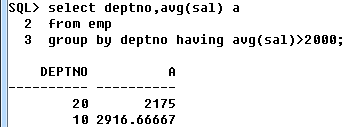 SQL> select deptno,avg(sal) a
  2  from emp
  3  group by deptno having avg(sal)>2000;
    DEPTNO          A
---------- ----------
        20       2175
        10 2916.66667